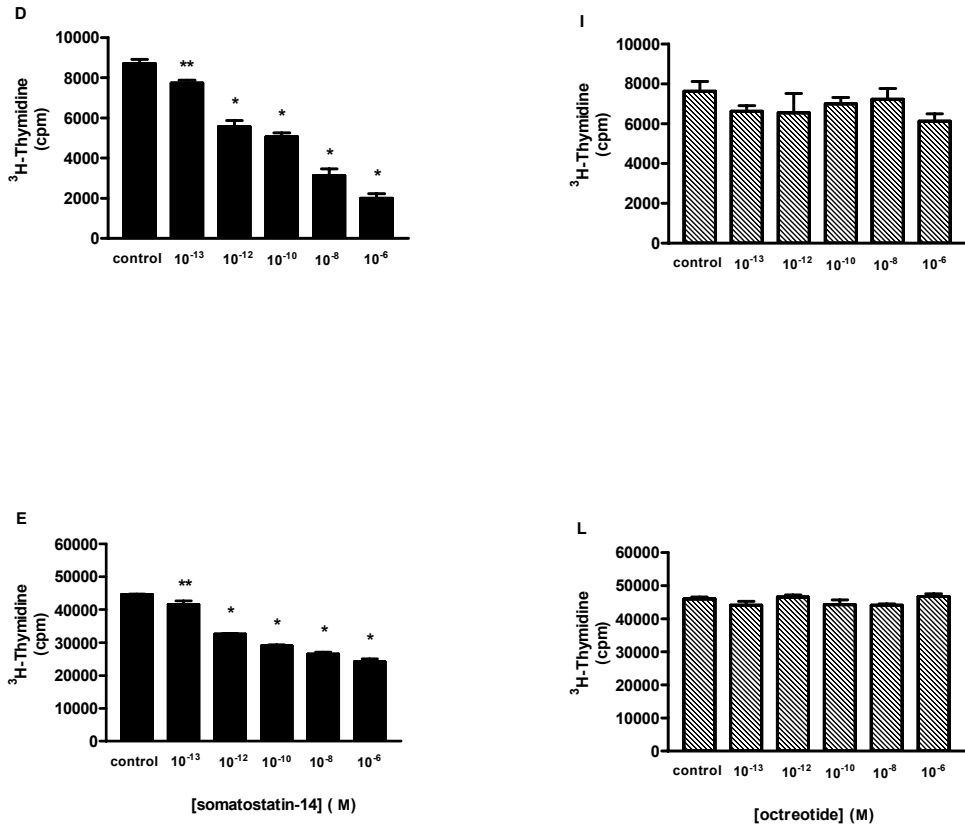 D
³H-Thymidine
(cpm)
10000
8000
6000
4000
2000
0
**
*
*
*
*
control 10⁻¹³ 10⁻¹² 10⁻¹⁰ 10⁻⁸ 10⁻⁶
I
³H-Thymidine
(cpm)
10000
8000
6000
4000
2000
0
control 10⁻¹³ 10⁻¹² 10⁻¹⁰ 10⁻⁸ 10⁻⁶
E
³H-Thymidine
(cpm)
60000
50000
40000
30000
20000
10000
0
**
*
*
*
*
control 10⁻¹³ 10⁻¹² 10⁻¹⁰ 10⁻⁸ 10⁻⁶
[somatostatin-14] ( M)
L
³H-Thymidine
(cpm)
60000
50000
40000
30000
20000
10000
0
control 10⁻¹³ 10⁻¹² 10⁻¹⁰ 10⁻⁸ 10⁻⁶
[octreotide] (M)